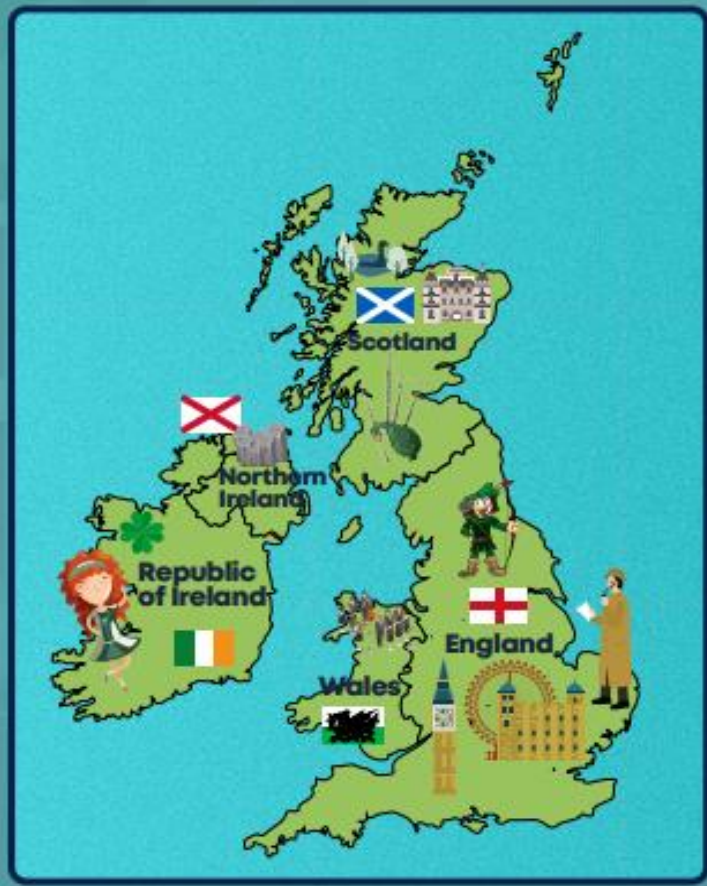 Scotland
Northern
Ireland
Republic
of Ireland
England
Wales